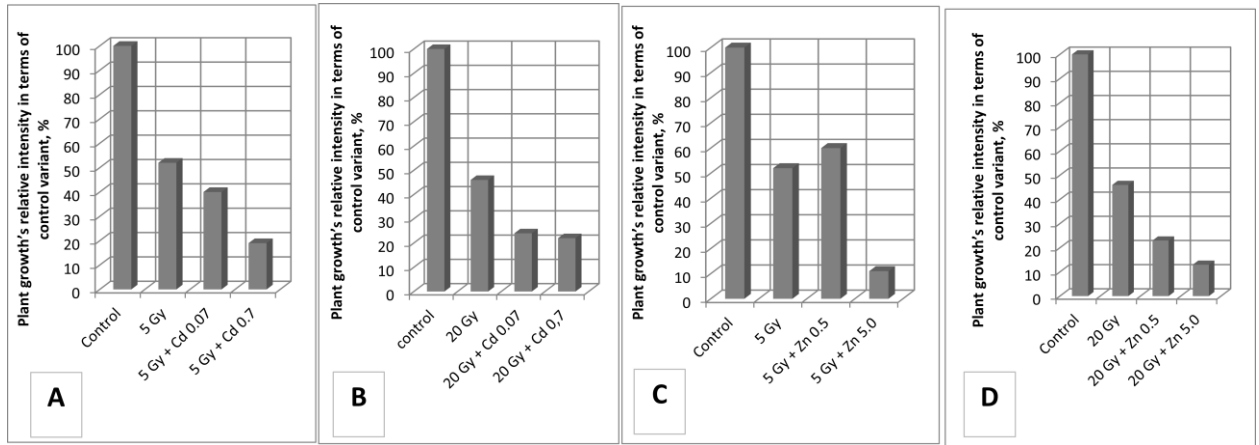 Plant growth's relative intensity in terms of
control variant, %
100
90
80
70
60
50
40
30
20
10
0
Control
5 Gy
5 Gy + Cd 0.07
5 Gy + Cd 0.7
A
Plant growth's relative intensity in terms of
control variant, %
100
90
80
70
60
50
40
30
20
10
0
control
20 Gy
20 Gy + Cd 0.07
20 Gy + Cd 0,7
B
Plant growth's relative intensity in terms of
control variant, %
100
90
80
70
60
50
40
30
20
10
0
Control
5 Gy
5 Gy + Zn 0.5
5 Gy + Zn 5.0
C
Plant growth's relative intensity in terms of
control variant, %
100
90
80
70
60
50
40
30
20
10
0
Control
20 Gy
20 Gy + Zn 0.5
20 Gy + Zn 5.0
D